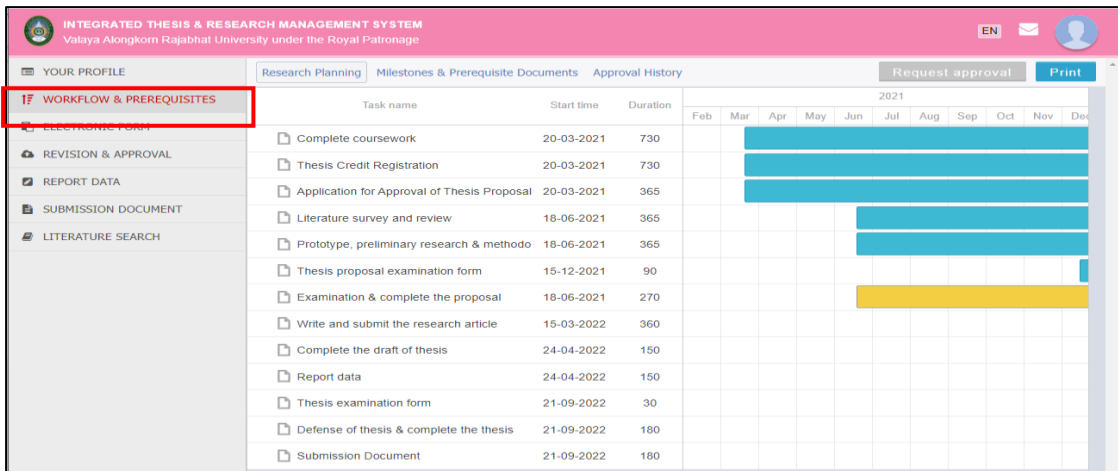 INTEGRATED THESIS & RESEARCH MANAGEMENT SYSTEM
Valaya Alongkorn Rajabhat University under the Royal Patronage
EN
YOUR PROFILE
WORKFLOW & PREREQUISITES
ELECTRONIC FORM
REVISION & APPROVAL
REPORT DATA
SUBMISSION DOCUMENT
LITERATURE SEARCH
Research Planning Milestones & Prerequisite Documents Approval History
Request approval Print
Task name Start time Duration 2021
Feb Mar Apr May Jun Jul Aug Sep Oct Nov Dec
Complete coursework 20-03-2021 730
Thesis Credit Registration 20-03-2021 730
Application for Approval of Thesis Proposal 20-03-2021 365
Literature survey and review 18-06-2021 365
Prototype, preliminary research & methodo 18-06-2021 365
Thesis proposal examination form 15-12-2021 90
Examination & complete the proposal 18-06-2021 270
Write and submit the research article 15-03-2022 360
Complete the draft of thesis 24-04-2022 150
Report data 24-04-2022 150
Thesis examination form 21-09-2022 30
Defense of thesis & complete the thesis 21-09-2022 180
Submission Document 21-09-2022 180